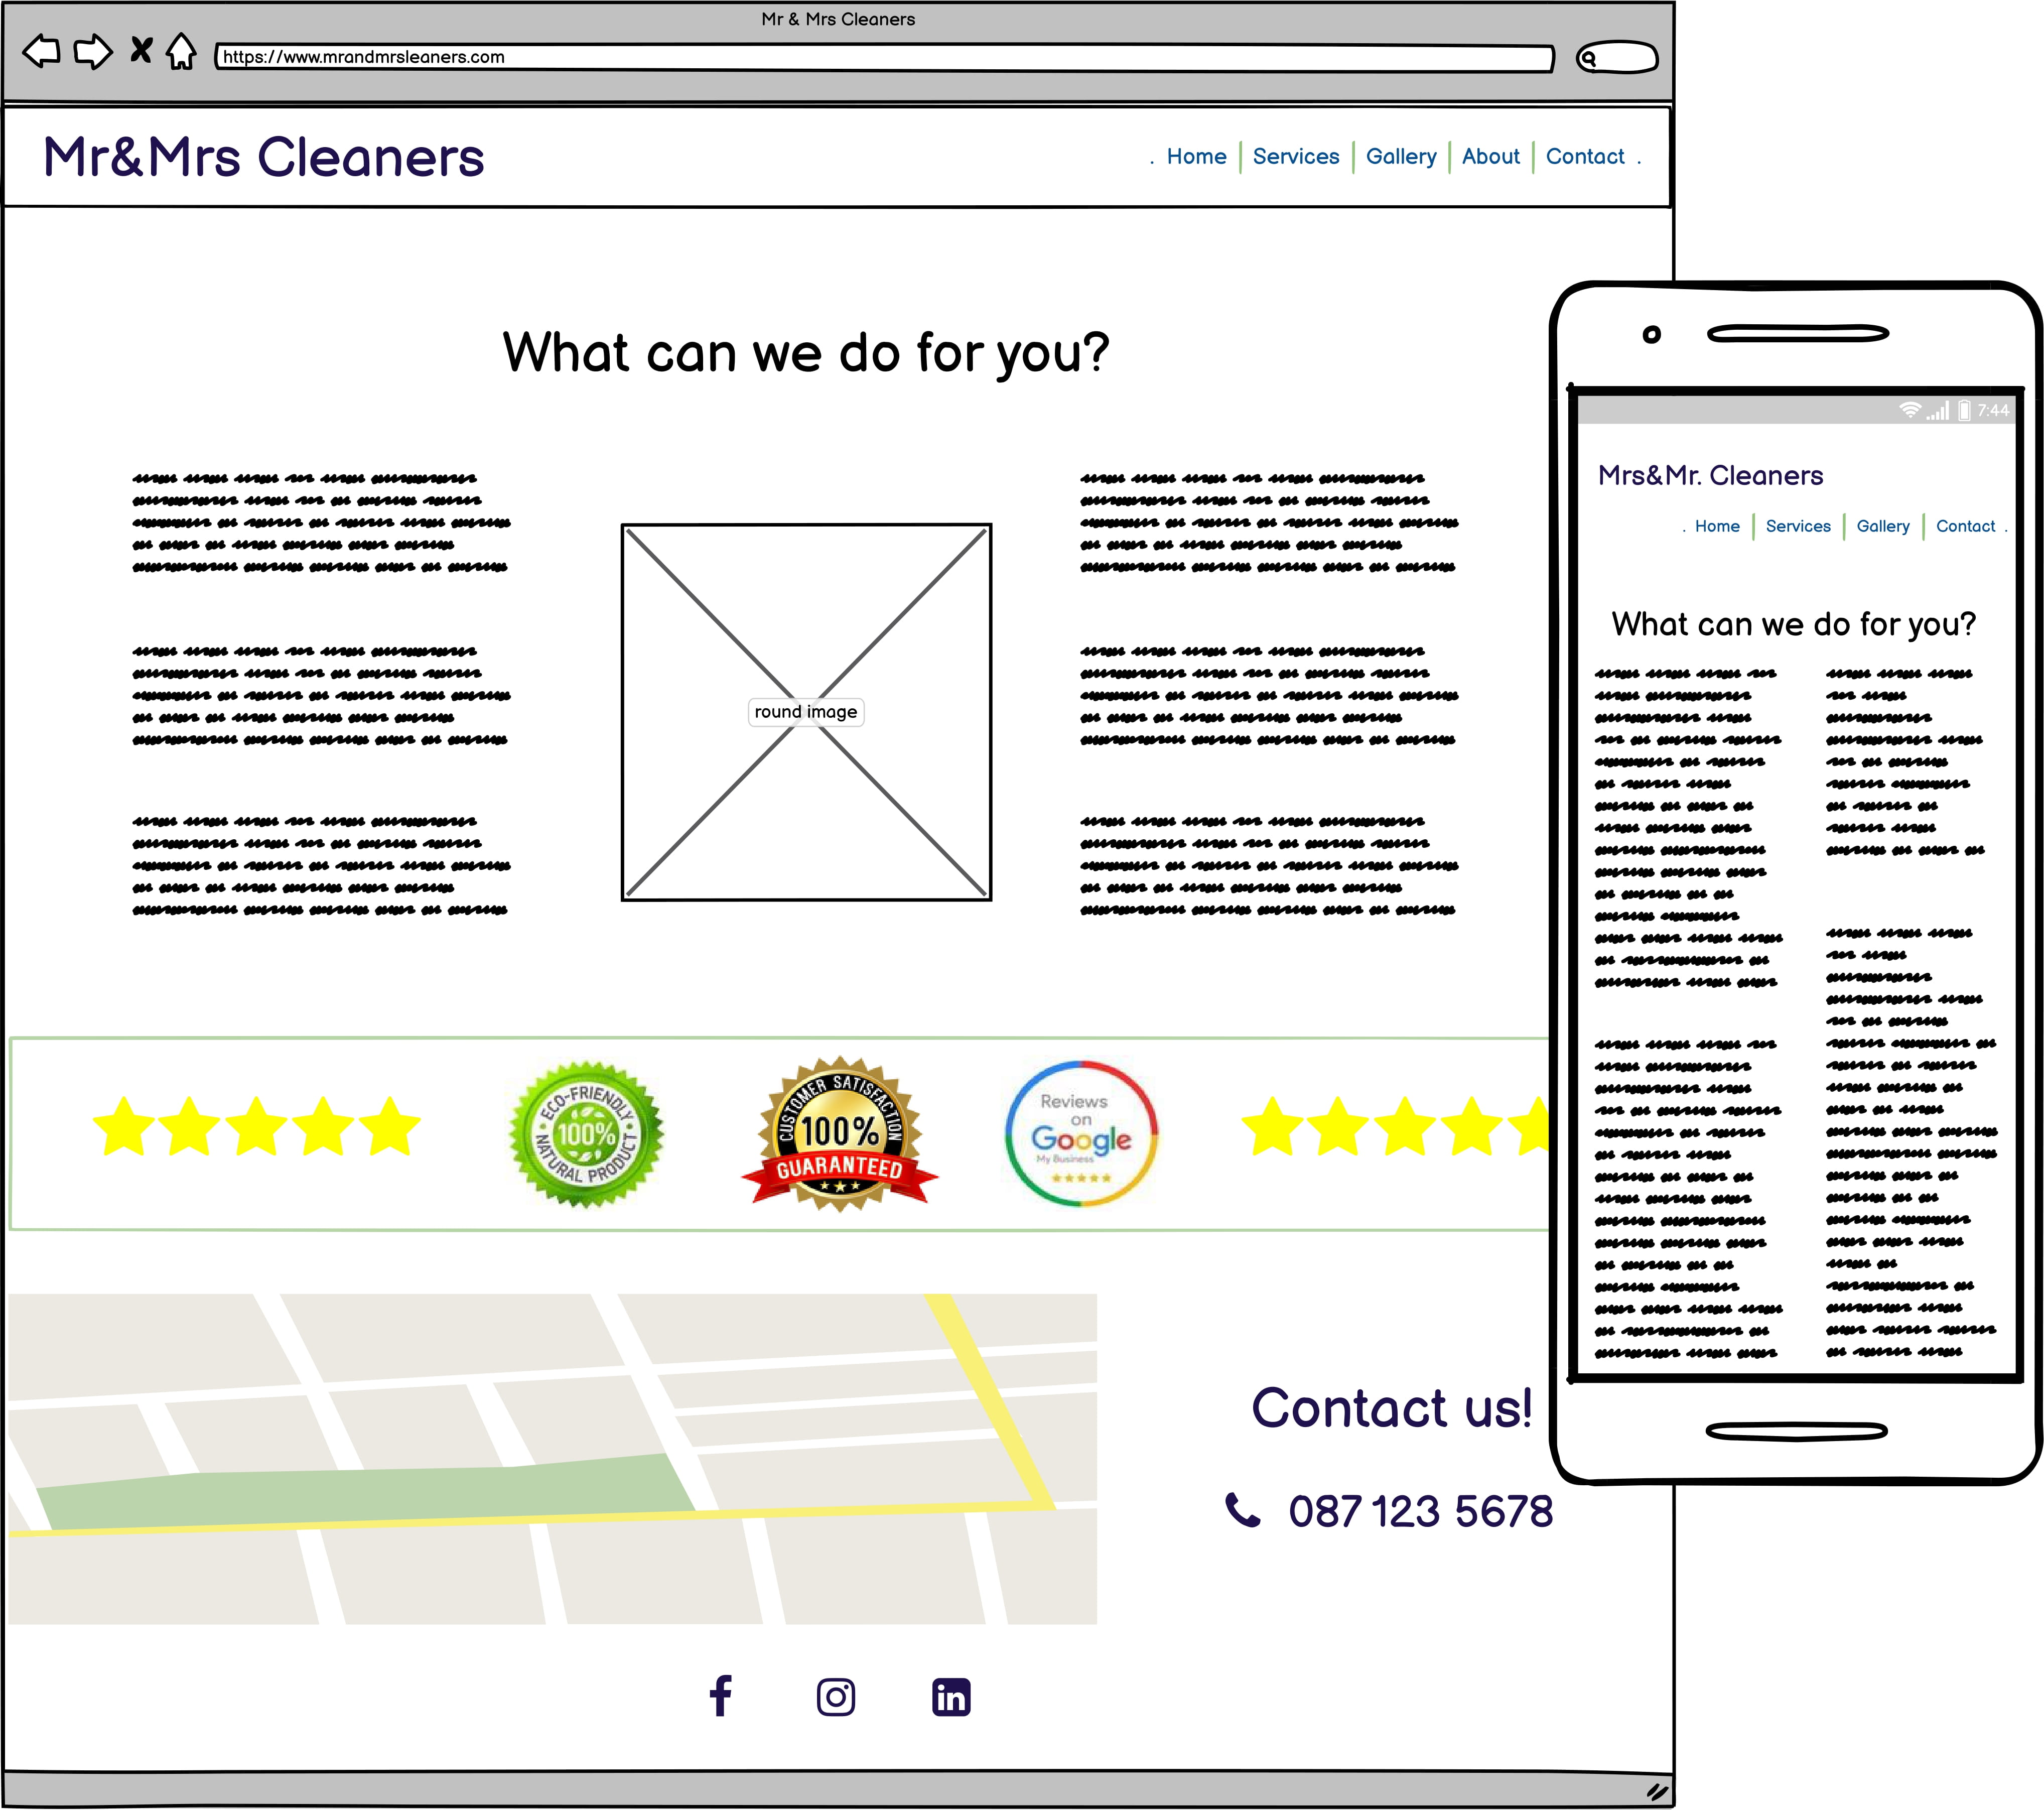 Mr & Mrs Cleaners
https://www.mrandmrsleaners.com
Mr&Mrs Cleaners
. Home Services Gallery About Contact .
What can we do for you?
round image
ECO-FRIENDLY
100%
NATURAL PRODUCT
CUSTOMER SATISFACTION
100%
GUARANTEED
Reviews
on
Google
My Business
Contact us!
087 123 5678
f
in
7:44
Mrs&Mr. Cleaners
. Home Services Gallery Contact .
What can we do for you?